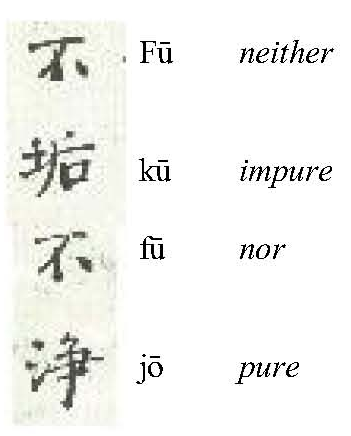 不 Fū neither
垢 kū impure
不 fū nor
浄 jō pure